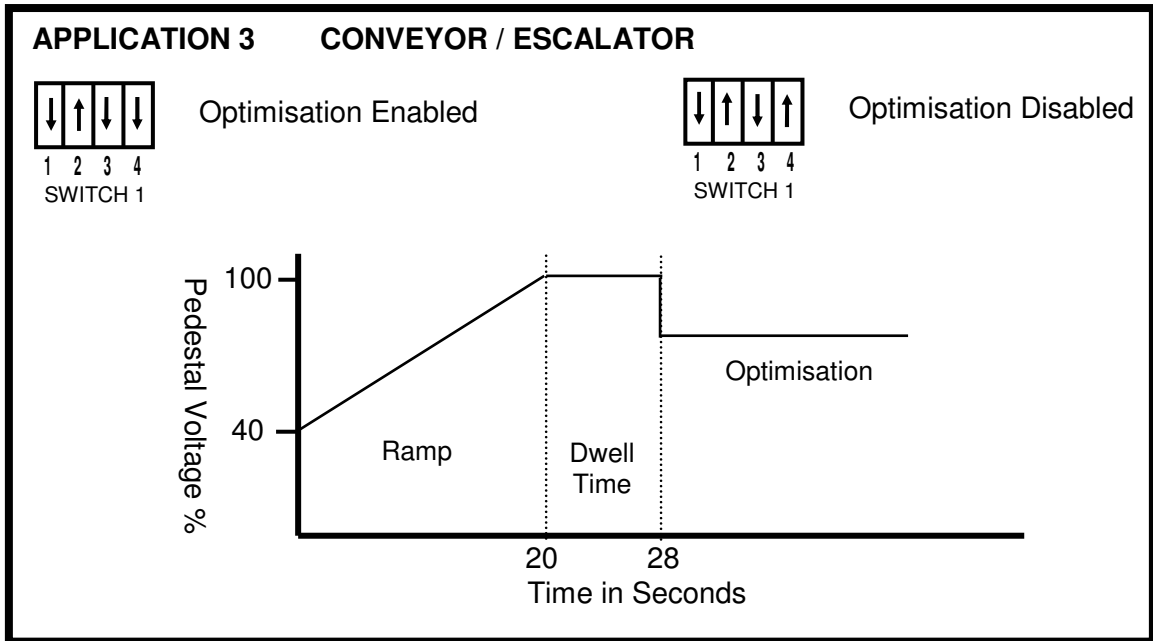 APPLICATION 3 CONVEYOR / ESCALATOR
Optimisation Enabled
1 2 3 4
SWITCH 1
Optimisation Disabled
1 2 3 4
SWITCH 1
Pedestal Voltage %
100
40
Ramp
Dwell
Time
Optimisation
20 28
Time in Seconds